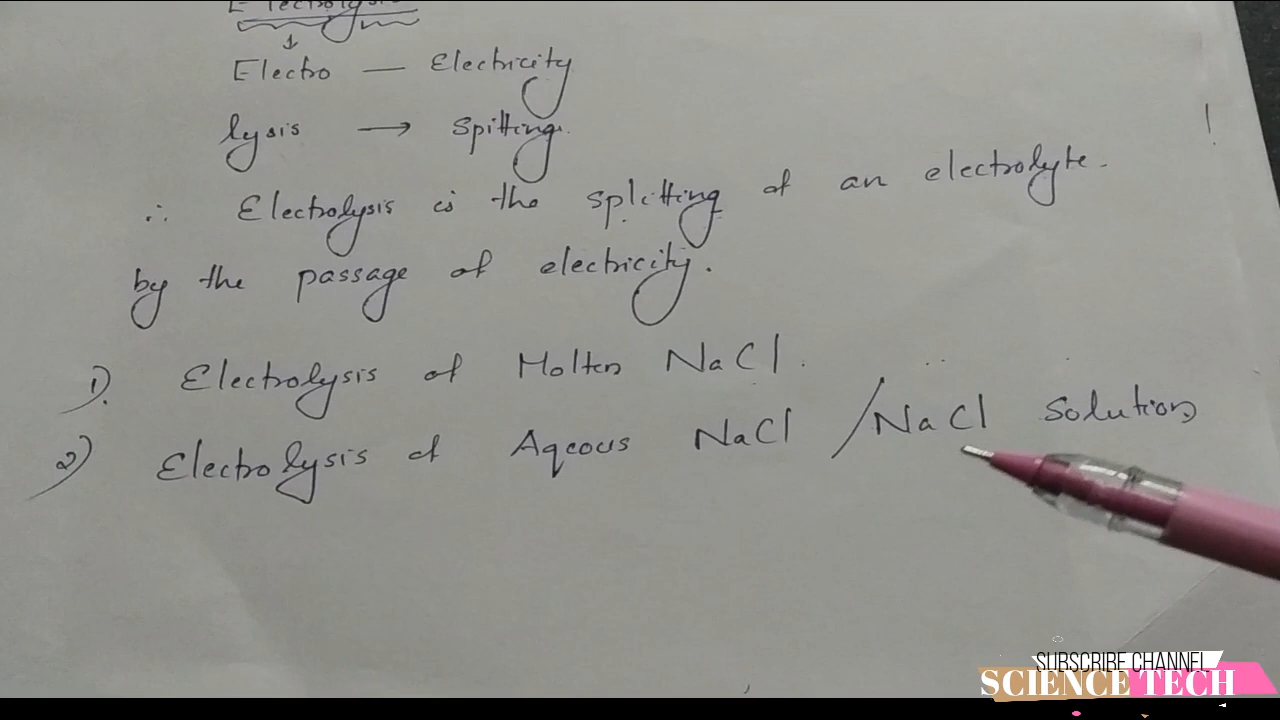 Electrolysis
Electro — Electricity
lysis → Spitting.
∴ Electrolysis is the splitting of an electrolyte.
by the passage of electricity.
1). Electrolysis of Molten NaCl.
2) Electrolysis of Aqeous NaCl / NaCl Solution
SUBSCRIBE CHANNEL
SCIENCE TECH